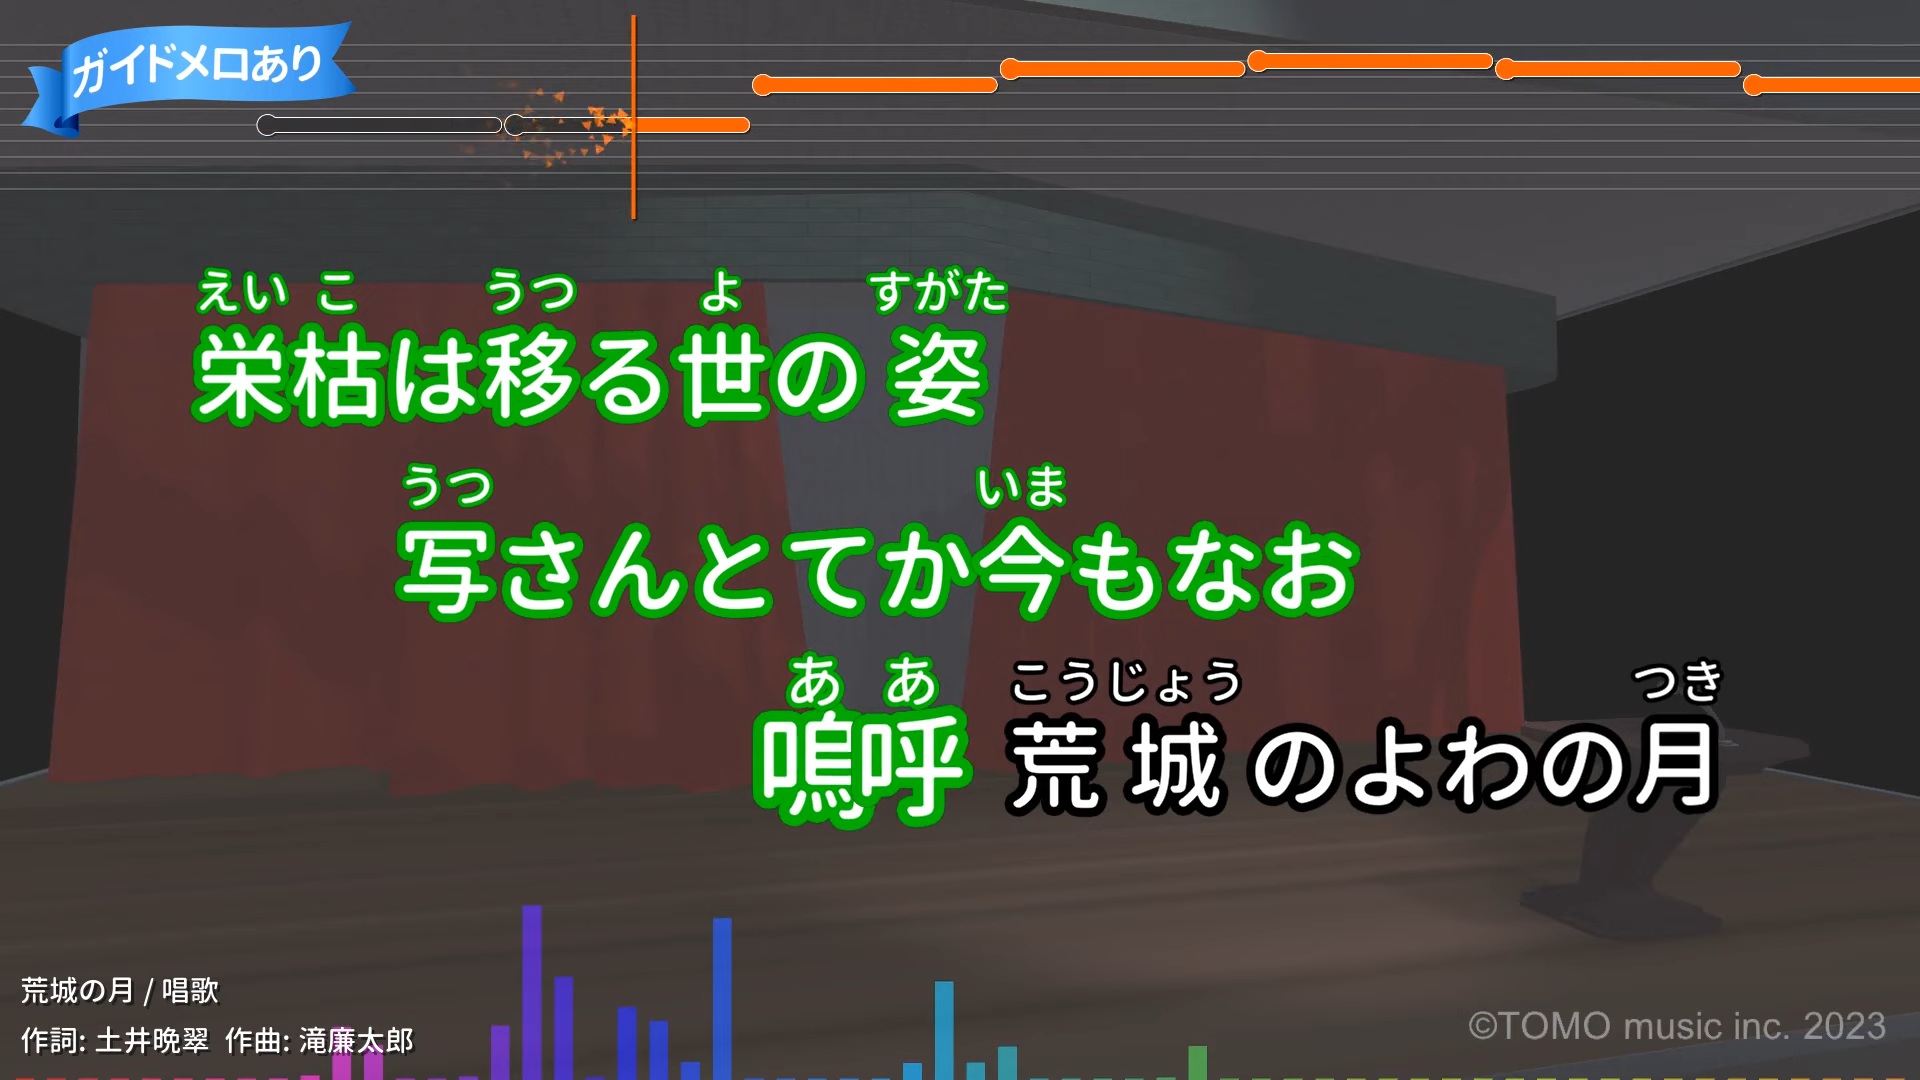 ガイドメロあり
えい こ うつ よ すがた
栄枯は移る世の 姿
うつ いま
写さんとてか今もなお
あ あ こうじょう つき
嗚呼 荒 城 のよわの月
荒城の月 / 唱歌
作詞: 土井晩翠 作曲: 滝廉太郎
©TOMO music inc. 2023